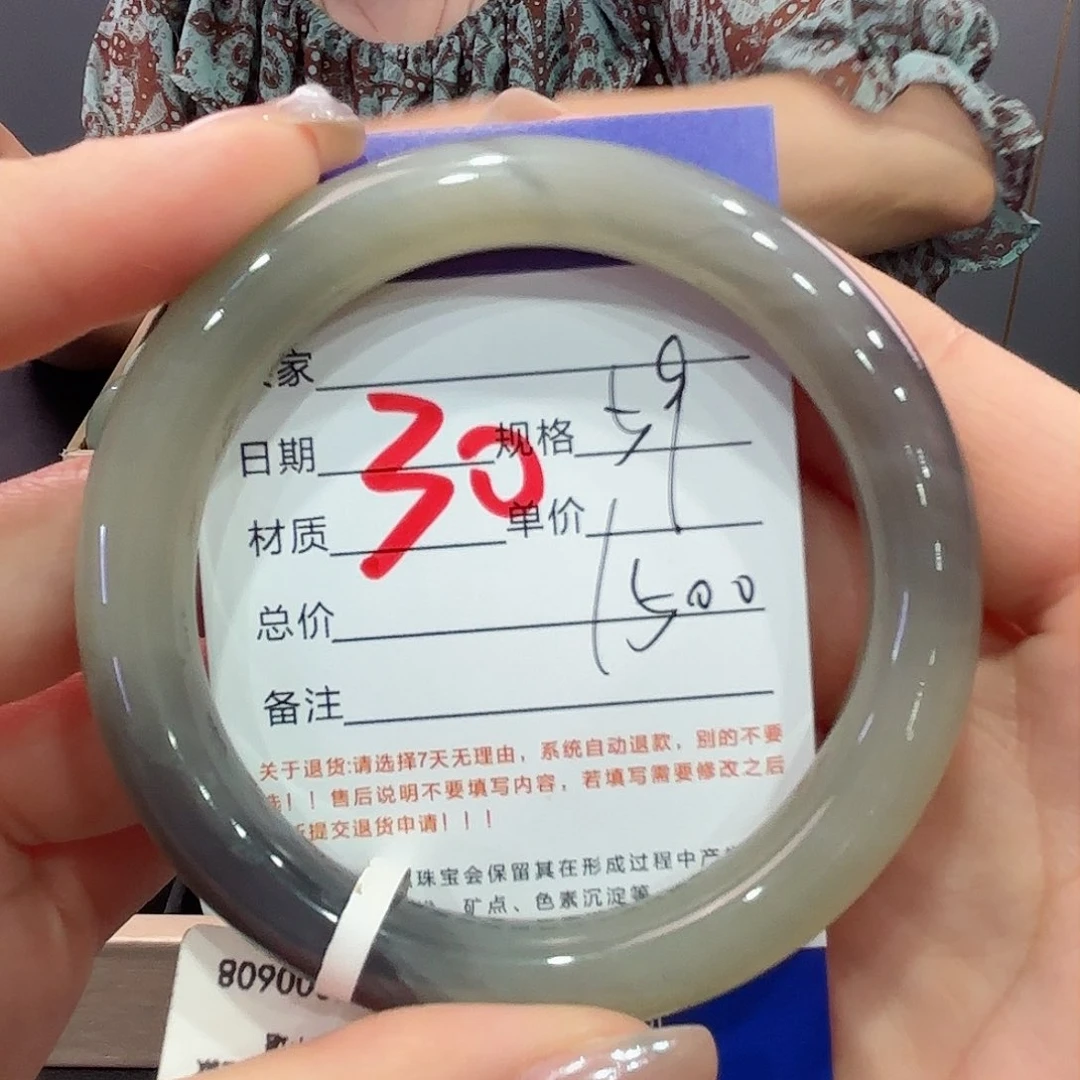 家 59
日期 30 规格
材质 单价
总价 1500
备注
关于退货:请选择7天无理由，系统自动退款，别的不要
！！售后说明不要填写内容，若填写需要修改之后
提交退货申请！！！
珠宝会保留其在形成过程中产
矿点、色素沉淀等
80900